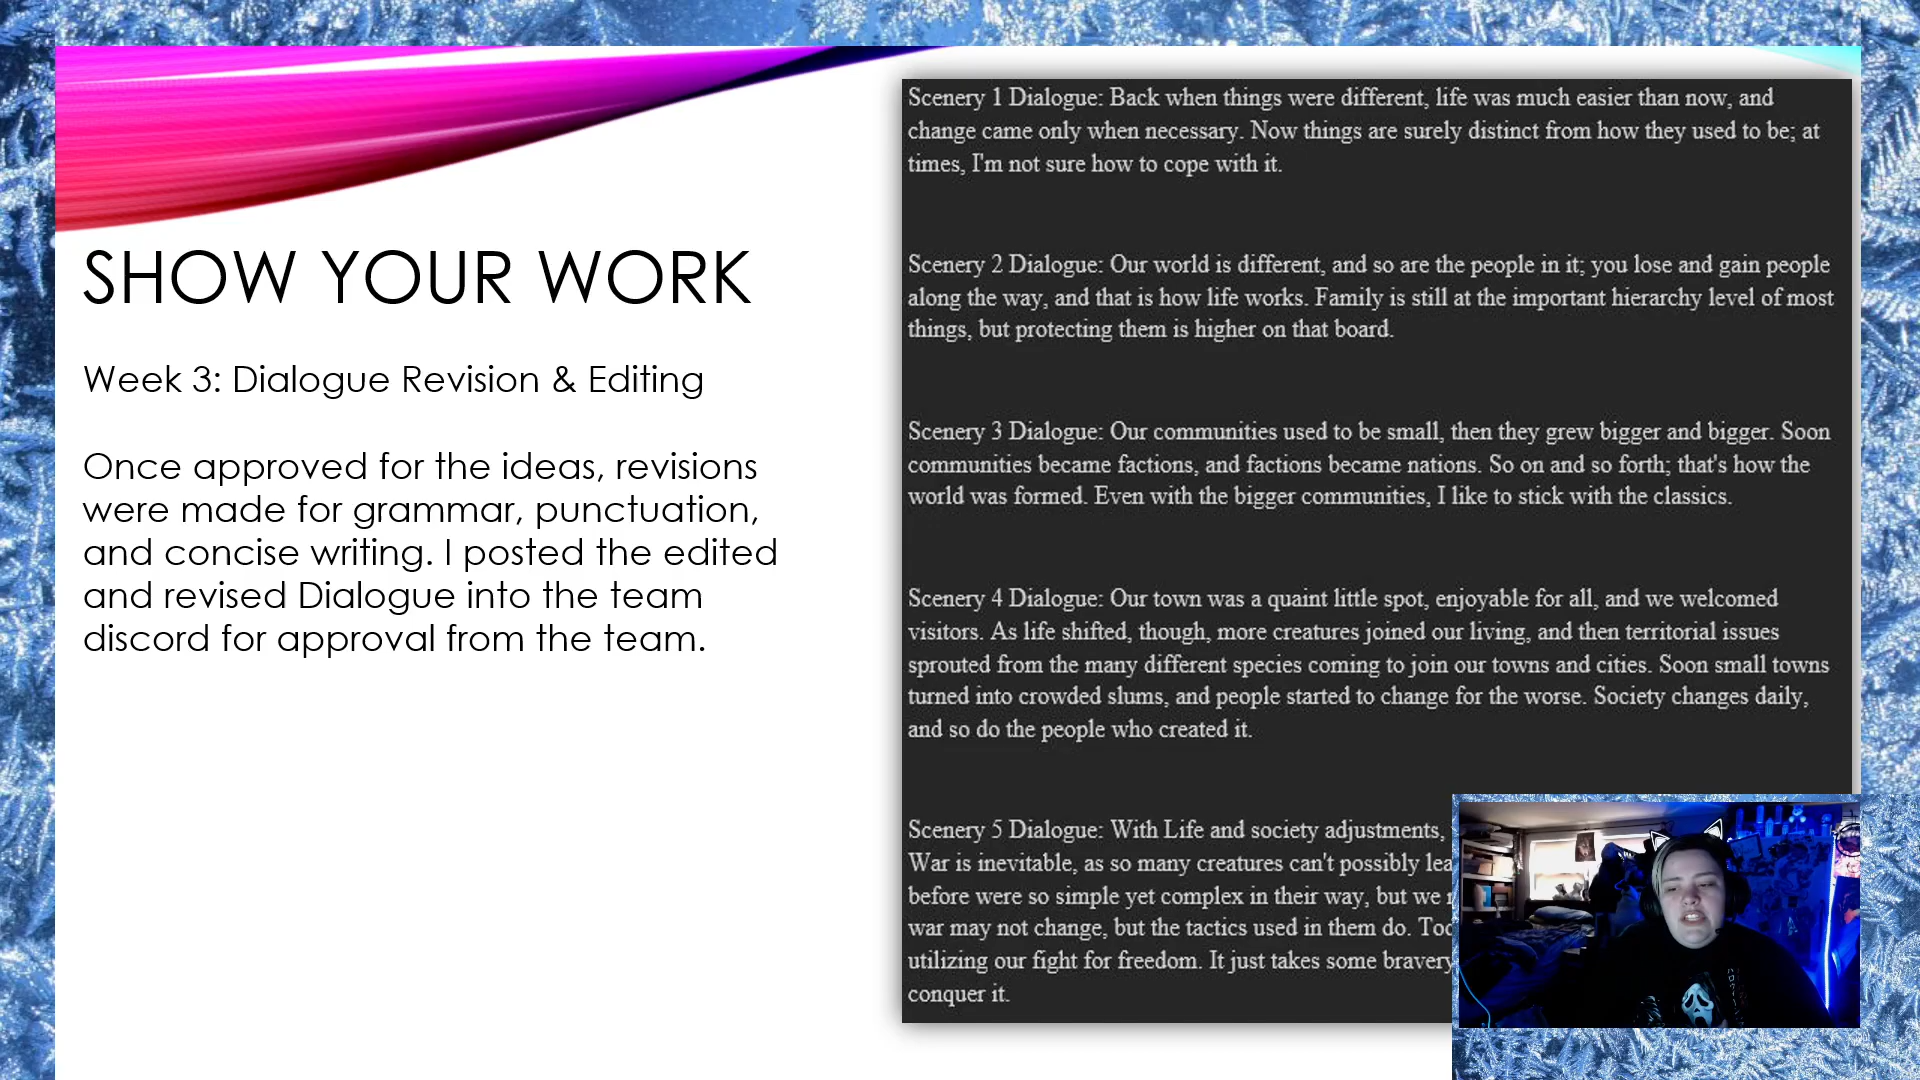 SHOW YOUR WORK
Week 3: Dialogue Revision & Editing
Once approved for the ideas, revisions
were made for grammar, punctuation,
and concise writing. I posted the edited
and revised Dialogue into the team
discord for approval from the team.
Scenery 1 Dialogue: Back when things were different, life was much easier than now, and
change came only when necessary. Now things are surely distinct from how they used to be; at
times, I'm not sure how to cope with it.
Scenery 2 Dialogue: Our world is different, and so are the people in it; you lose and gain people
along the way, and that is how life works. Family is still at the important hierarchy level of most
things, but protecting them is higher on that board.
Scenery 3 Dialogue: Our communities used to be small, then they grew bigger and bigger. Soon
communities became factions, and factions became nations. So on and so forth; that's how the
world was formed. Even with the bigger communities, I like to stick with the classics.
Scenery 4 Dialogue: Our town was a quaint little spot, enjoyable for all, and we welcomed
visitors. As life shifted, though, more creatures joined our living, and then territorial issues
sprouted from the many different species coming to join our towns and cities. Soon small towns
turned into crowded slums, and people started to change for the worse. Society changes daily,
and so do the people who created it.
Scenery 5 Dialogue: With Life and society adjustments,
War is inevitable, as so many creatures can't possibly
before were so simple yet complex in their way, but we
war may not change, but the tactics used in them do.
utilizing our fight for freedom. It just takes some bravery
conquer it.